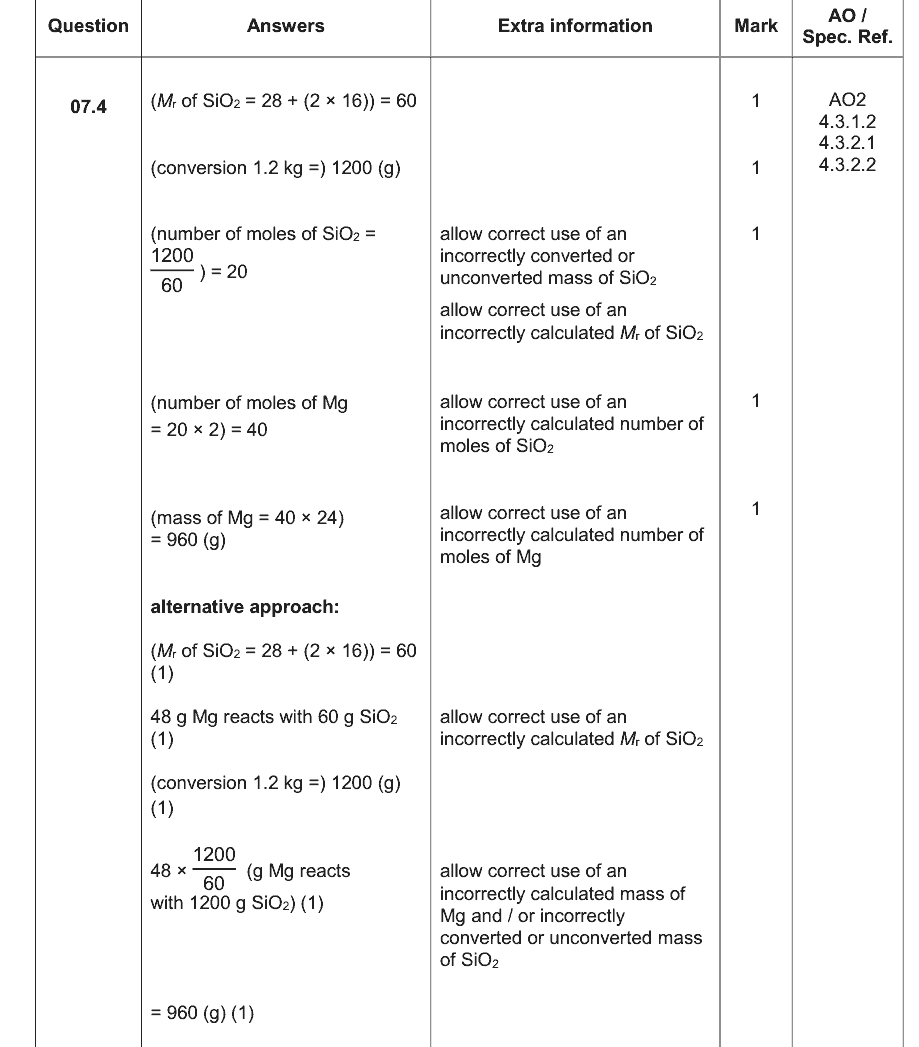 Question Answers Extra information Mark AO /
Spec. Ref.
07.4 (Mr of SiO2 = 28 + (2 × 16)) = 60 1 AO2
4.3.1.2
4.3.2.1
(conversion 1.2 kg =) 1200 (g) 1 4.3.2.2
(number of moles of SiO2 = allow correct use of an 1
1200 incorrectly converted or
60 ) = 20 unconverted mass of SiO2
allow correct use of an
incorrectly calculated Mr of SiO2
(number of moles of Mg allow correct use of an 1
= 20 × 2) = 40 incorrectly calculated number of
moles of SiO2
(mass of Mg = 40 × 24) allow correct use of an 1
= 960 (g) incorrectly calculated number of
moles of Mg
alternative approach:
(Mr of SiO2 = 28 + (2 × 16)) = 60
(1)
48 g Mg reacts with 60 g SiO2 allow correct use of an
(1) incorrectly calculated Mr of SiO2
(conversion 1.2 kg =) 1200 (g)
(1)
48 × 1200
60 (g Mg reacts allow correct use of an
with 1200 g SiO2) (1) incorrectly calculated mass of
Mg and / or incorrectly
converted or unconverted mass
of SiO2
= 960 (g) (1)